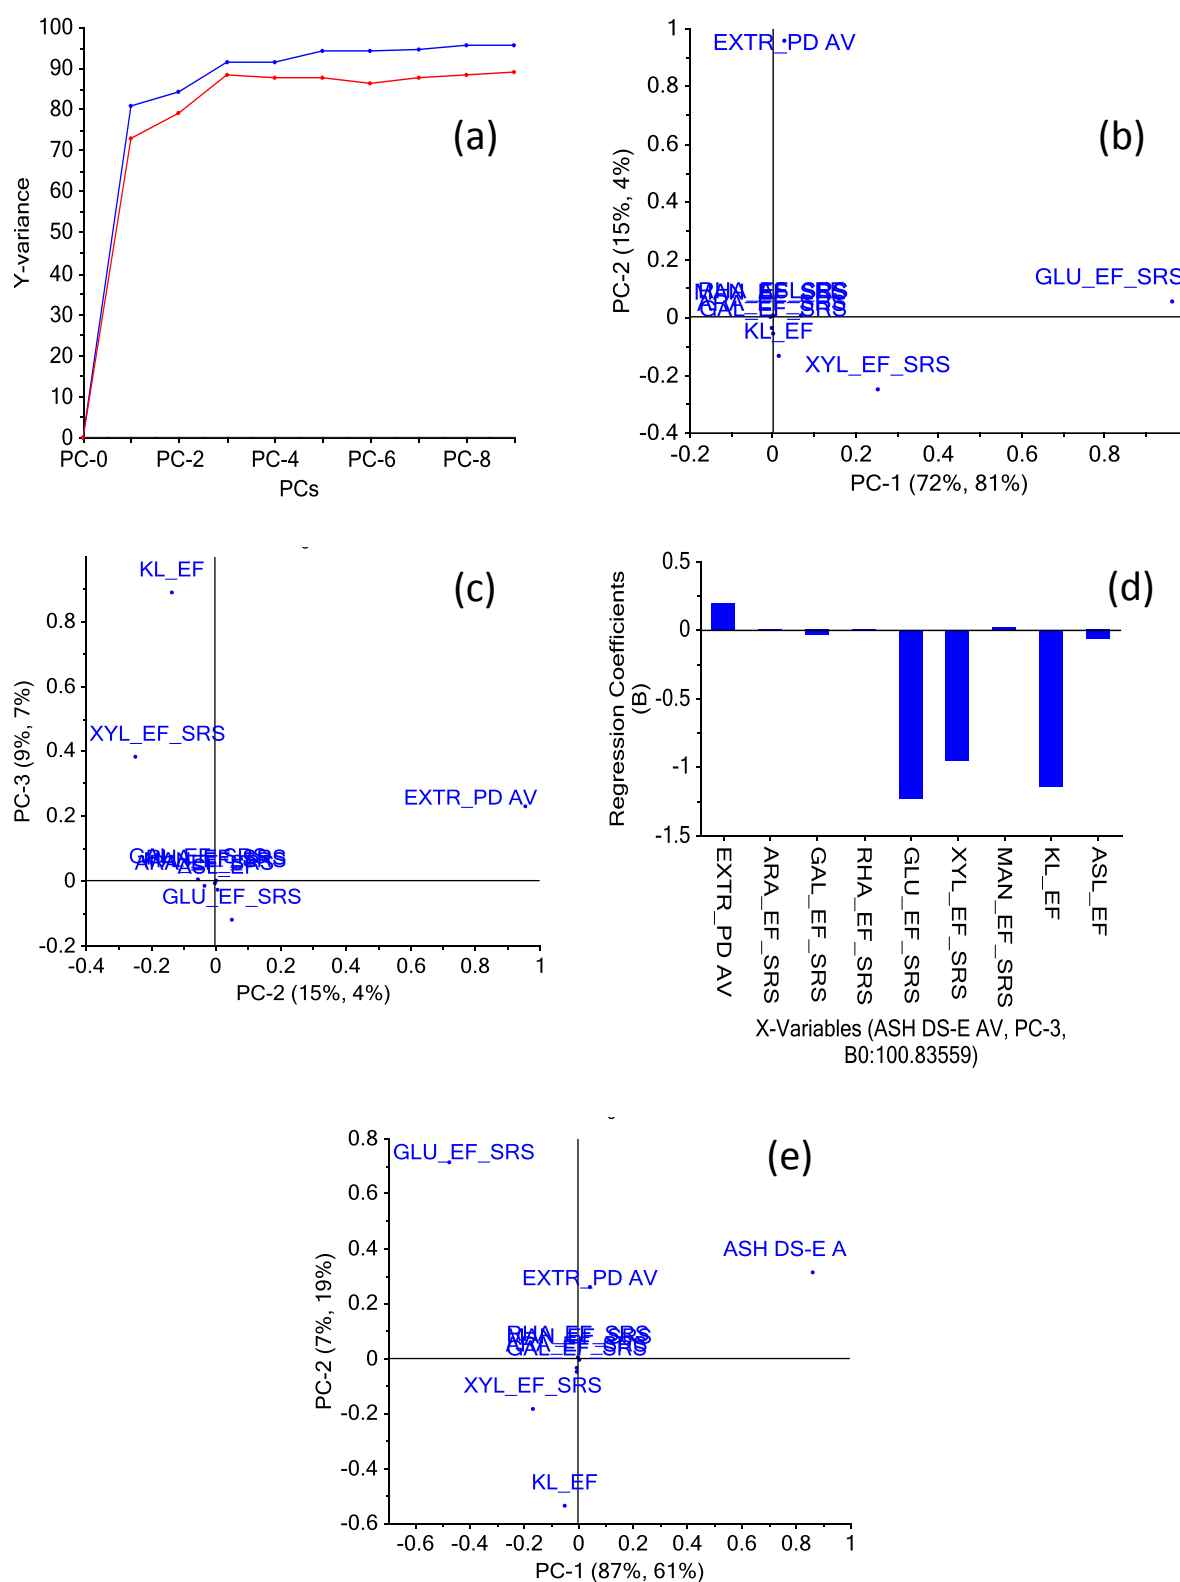 (a)
100
90
80
70
60
50
40
30
20
10
0
Y-variance
PC-0
PC-2
PC-4
PC-6
PC-8
PCs
(b)
1
0.8
0.6
0.4
0.2
0
-0.2
-0.4
PC-2 (15%, 4%)
EXTR_PD AV
GLU_EF_SRS
RHA_EF_SRS
GAL_EF_SRS
KL_EF
XYL_EF_SRS
-0.2
0
0.2
0.4
0.6
0.8
PC-1 (72%, 81%)
(c)
0.8
0.6
0.4
0.2
0
-0.2
PC-3 (9%, 7%)
KL_EF
XYL_EF_SRS
EXTR_PD AV
ASL_EF
GLU_EF_SRS
-0.4
-0.2
0
0.2
0.4
0.6
0.8
1
PC-2 (15%, 4%)
(d)
0.5
0
-0.5
-1
-1.5
Regression Coefficients
(B)
EXTR_PD AV
ARA_EF_SRS
GAL_EF_SRS
RHA_EF_SRS
GLU_EF_SRS
XYL_EF_SRS
MAN_EF_SRS
KL_EF
ASL_EF
X-Variables (ASH DS-E AV, PC-3,
B0:100.83559)
(e)
0.8
0.6
0.4
0.2
0
-0.2
-0.4
-0.6
PC-2 (7%, 19%)
GLU_EF_SRS
ASH DS-E A
EXTR_PD AV
RHA_EF_SRS
MAN_EF_SRS
GAL_EF_SRS
XYL_EF_SRS
KL_EF
-0.6
-0.4
-0.2
0
0.2
0.4
0.6
0.8
1
PC-1 (87%, 61%)